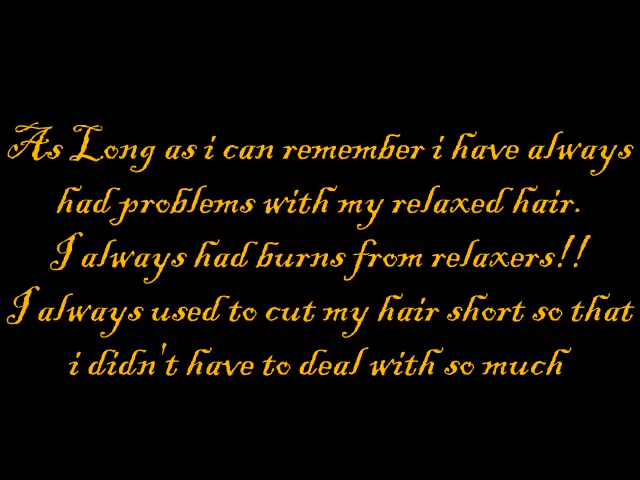 As Long as i can remember i have always
had problems with my relaxed hair.
I always had burns from relaxers!!
I always used to cut my hair short so that
i didn't have to deal with so much